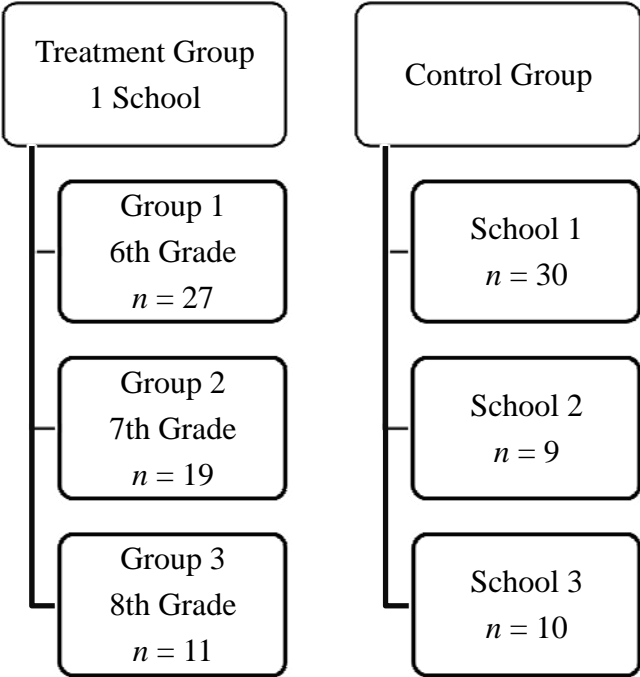 Treatment Group
1 School
Group 1
6th Grade
n = 27
Group 2
7th Grade
n = 19
Group 3
8th Grade
n = 11
Control Group
School 1
n = 30
School 2
n = 9
School 3
n = 10